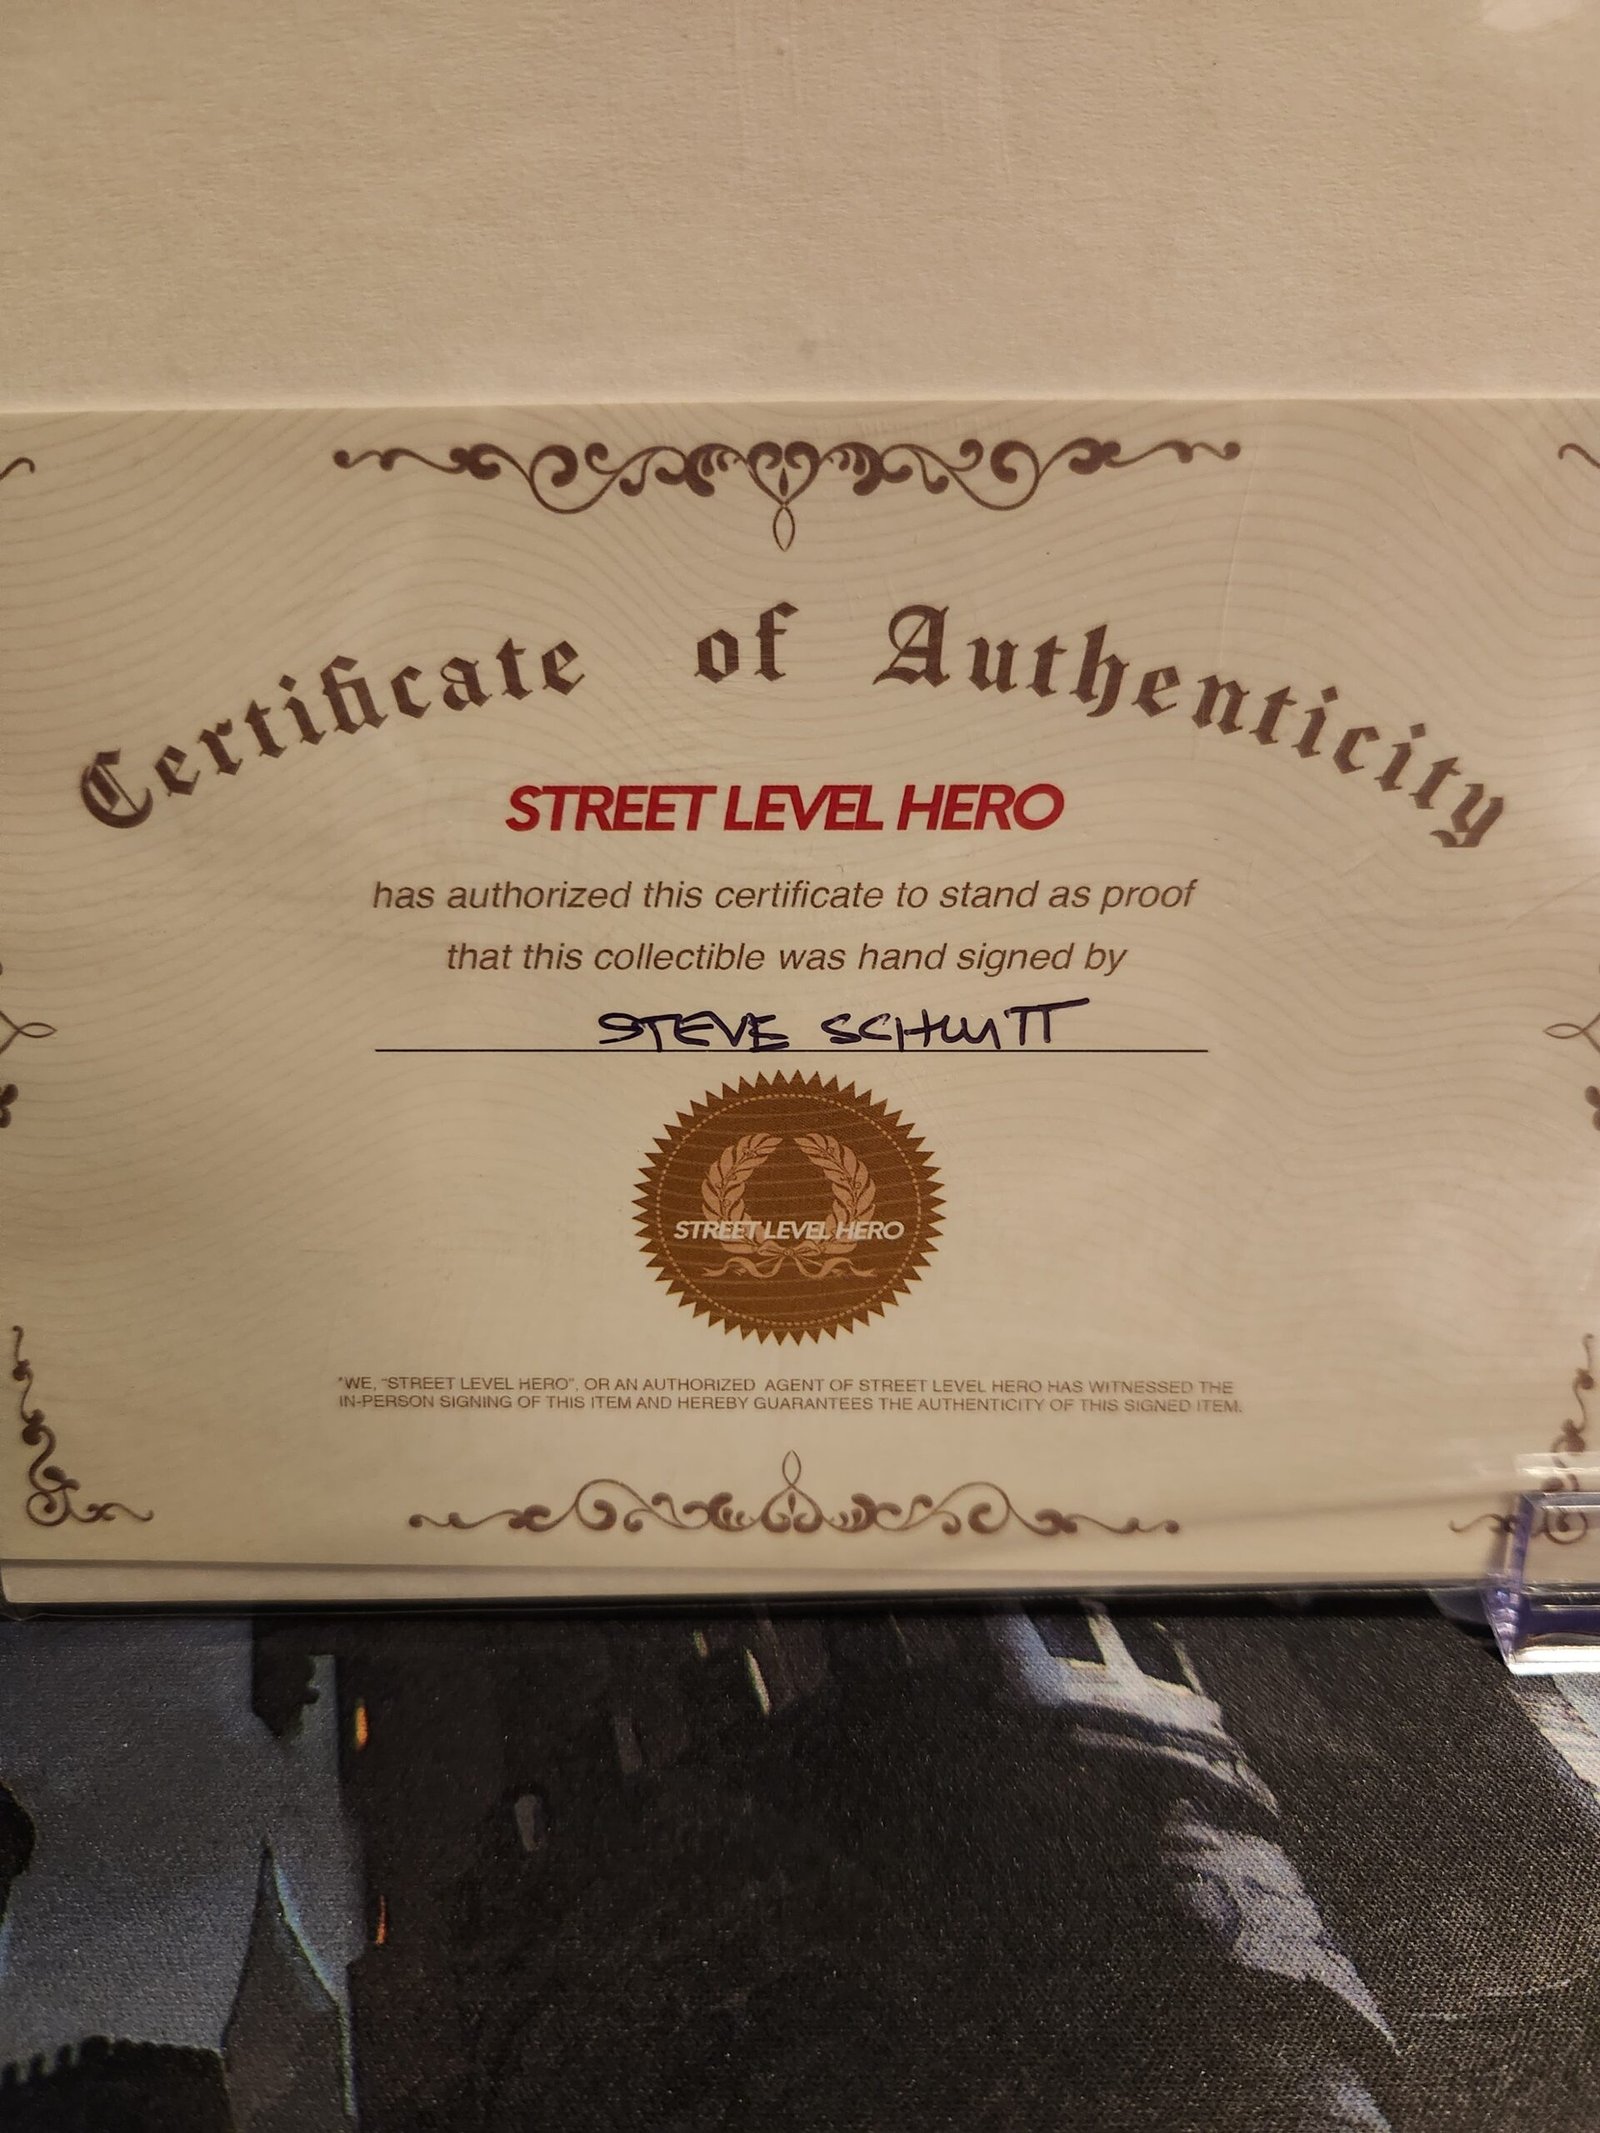 Certificate of Authenticity
STREET LEVEL HERO
has authorized this certificate to stand as proof
that this collectible was hand signed by
STEVE SCHMITT
STREET LEVEL HERO
"WE, "STREET LEVEL HERO", OR AN AUTHORIZED AGENT OF STREET LEVEL HERO HAS WITNESSED THE
IN-PERSON SIGNING OF THIS ITEM AND HEREBY GUARANTEES THE AUTHENTICITY OF THIS SIGNED ITEM.